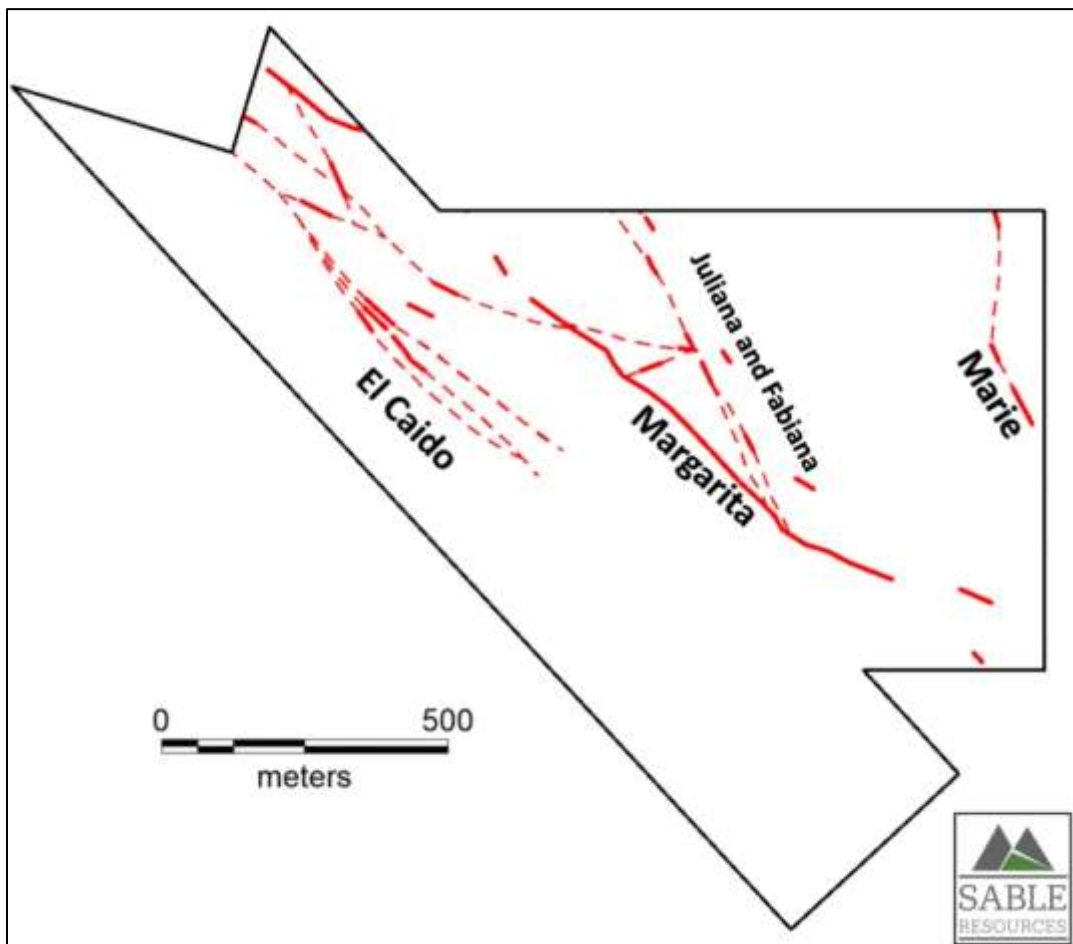 Juliana and Fabiana
Marie
El Caido
Margarita
0 500
meters
SABLE
RESOURCES